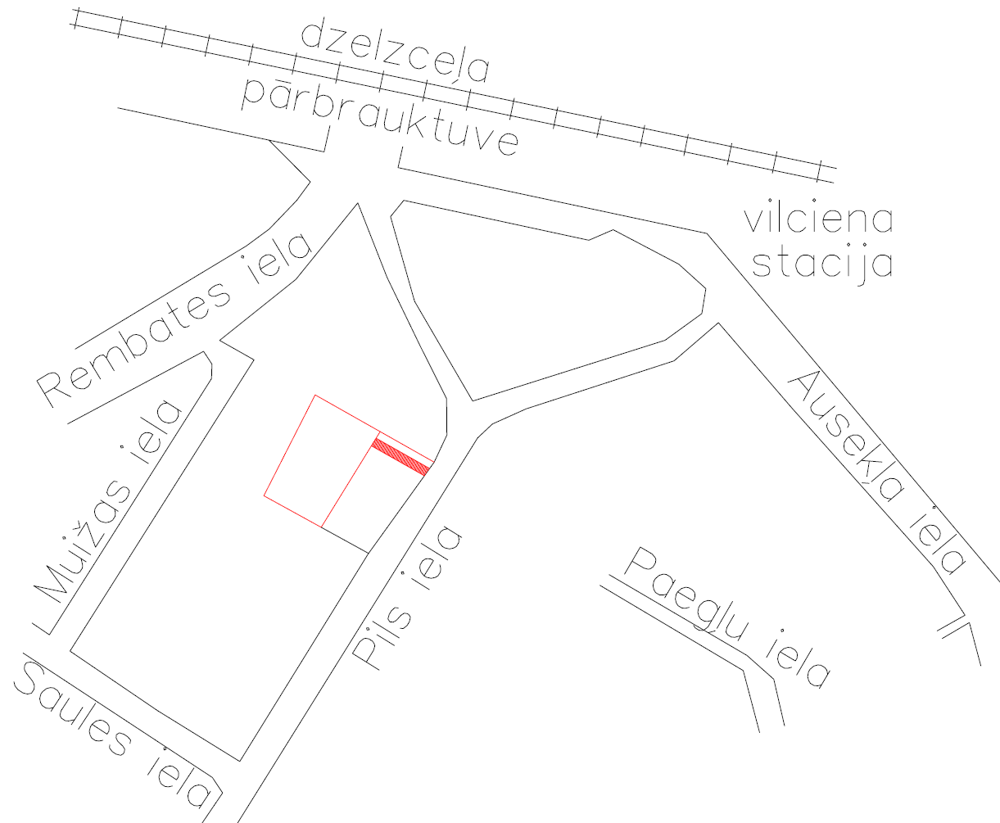 dzelzceļa
pārbrauktuve
vilciena
stacija
Rembates iela
Muižas iela
Ausekļa iela
Pils iela
Paegļu iela
Saules iela